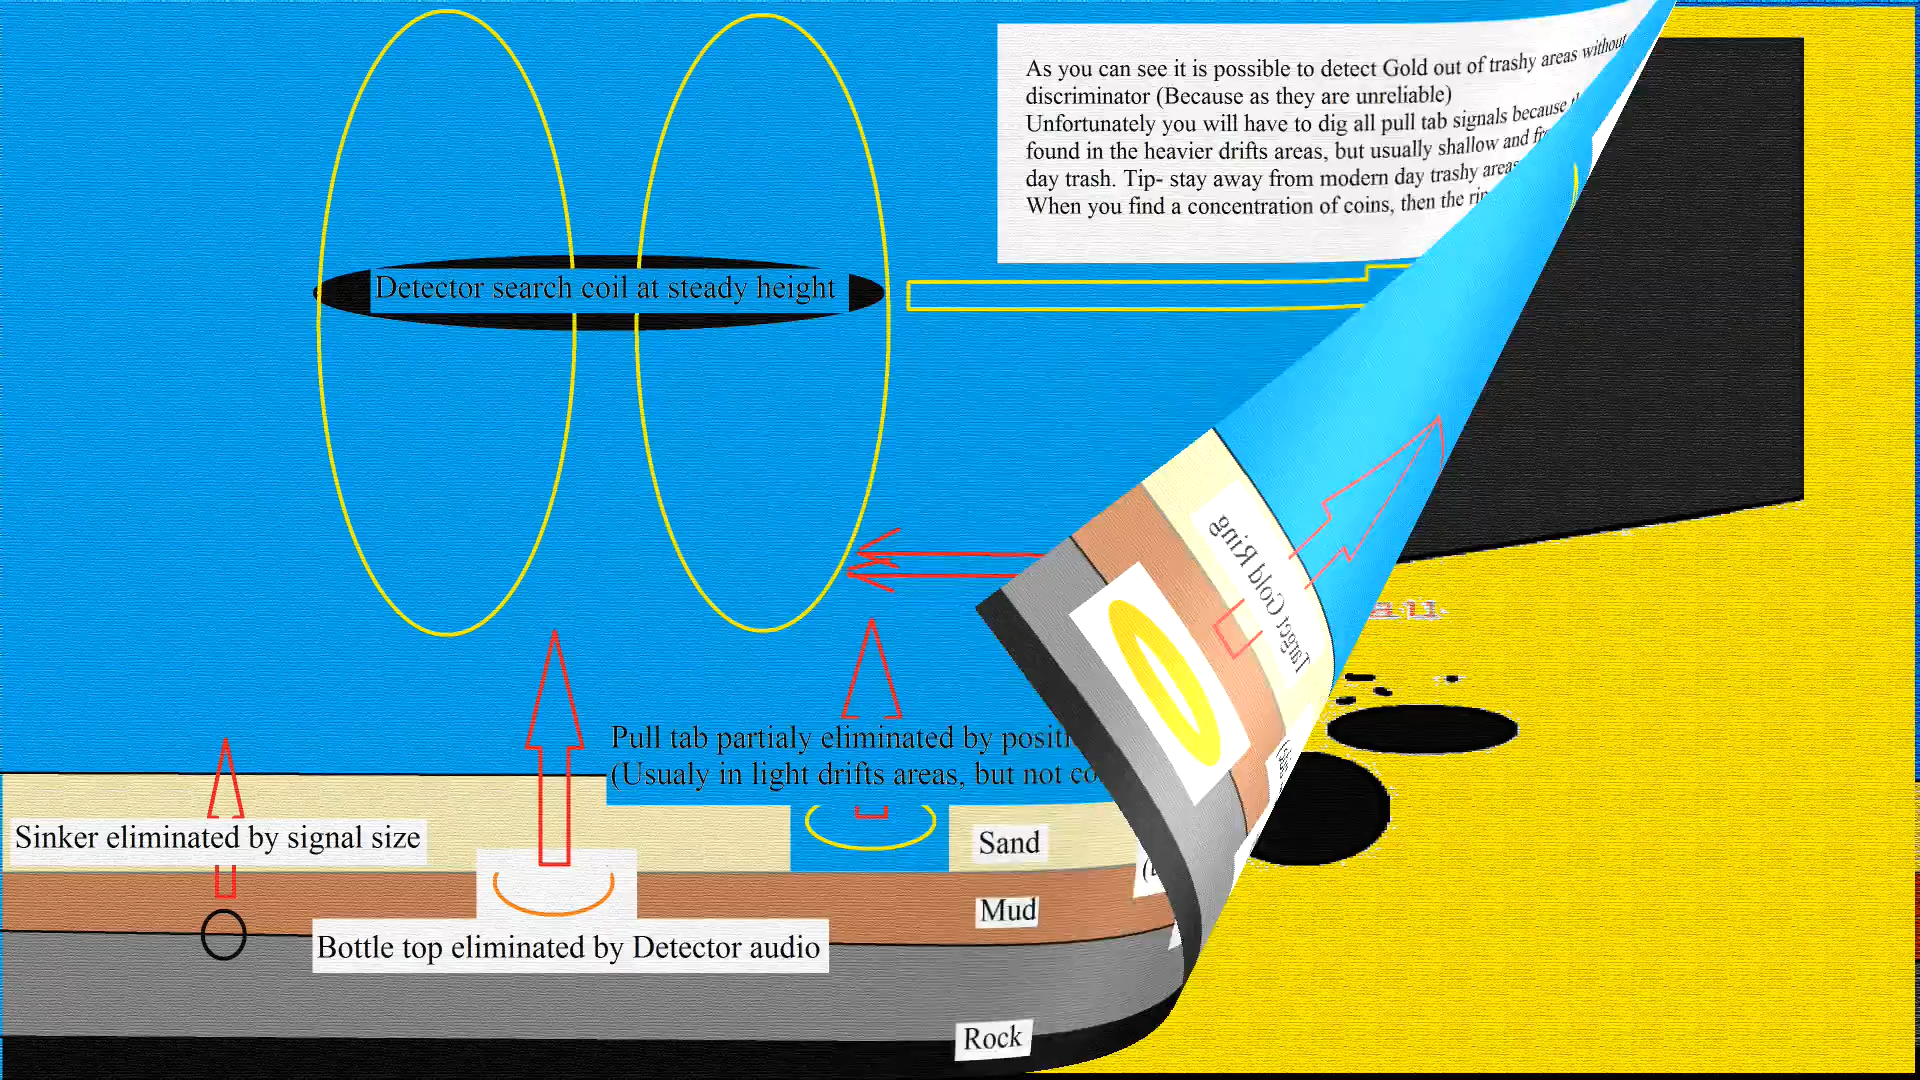 As you can see it is possible to detect Gold out of trashy areas without
discriminator (Because as they are unreliable)
Unfortunately you will have to dig all pull tab signals because
found in the heavier drifts areas, but usually shallow and
day trash. Tip- stay away from modern day trashy areas
When you find a concentration of coins, then the
Detector search coil at steady height
Target Gold Ring
Pull tab partialy eliminated by
(Usualy in light drifts areas, but not
Sinker eliminated by signal size
Sand
Mud
Bottle top eliminated by Detector audio
Rock